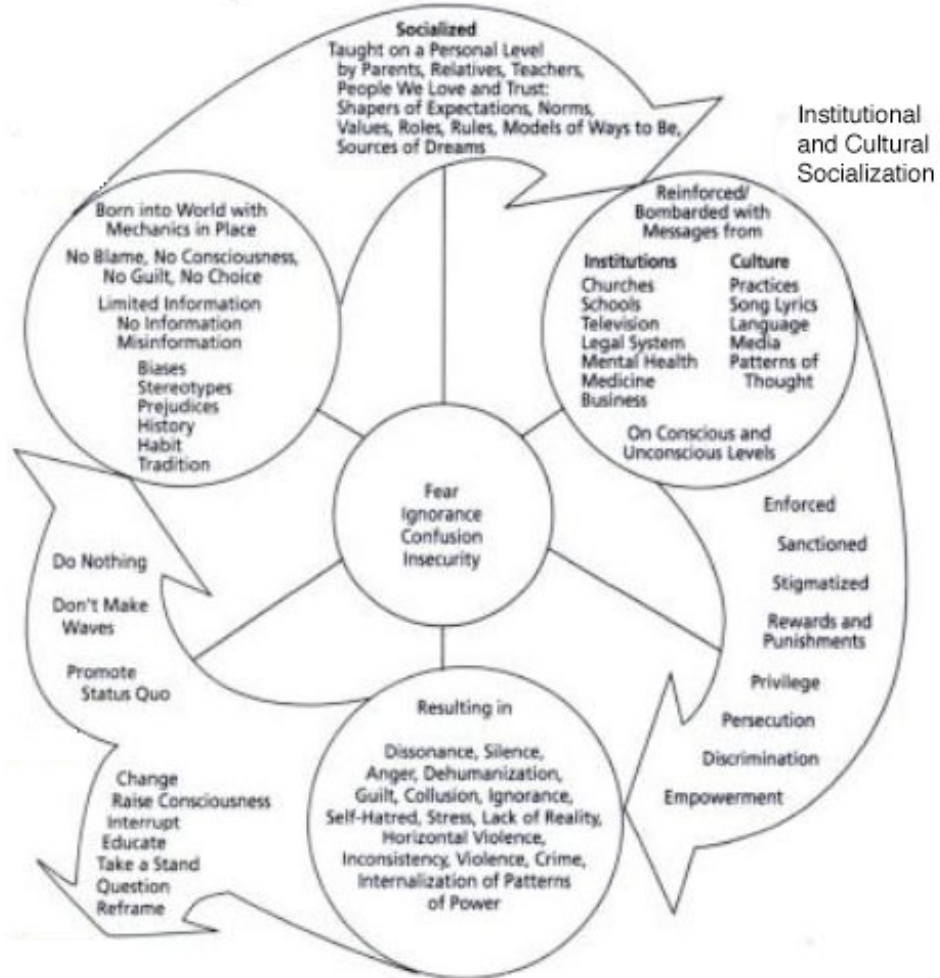 Socialized
Taught on a Personal Level
by Parents, Relatives, Teachers,
People We Love and Trust:
Shapers of Expectations, Norms,
Values, Roles, Rules, Models of Ways to Be,
Sources of Dreams
Institutional
and Cultural
Socialization
Born into World with
Mechanics in Place
No Blame, No Consciousness,
No Guilt, No Choice
Limited Information
No Information
Misinformation
Biases
Stereotypes
Prejudices
History
Habit
Tradition
Reinforced/
Bombarded with
Messages from
Institutions
Churches
Schools
Television
Legal System
Mental Health
Medicine
Business
Culture
Practices
Song Lyrics
Language
Media
Patterns of
Thought
On Conscious and
Unconscious Levels
Fear
Ignorance
Confusion
Insecurity
Enforced
Sanctioned
Stigmatized
Rewards and
Punishments
Privilege
Persecution
Discrimination
Empowerment
Resulting in
Dissonance, Silence,
Anger, Dehumanization,
Guilt, Collusion, Ignorance,
Self-Hatred, Stress, Lack of Reality,
Horizontal Violence,
Inconsistency, Violence, Crime,
Internalization of Patterns
of Power
Do Nothing
Don't Make
Waves
Promote
Status Quo
Change
Raise Consciousness
Interrupt
Educate
Take a Stand
Question
Reframe